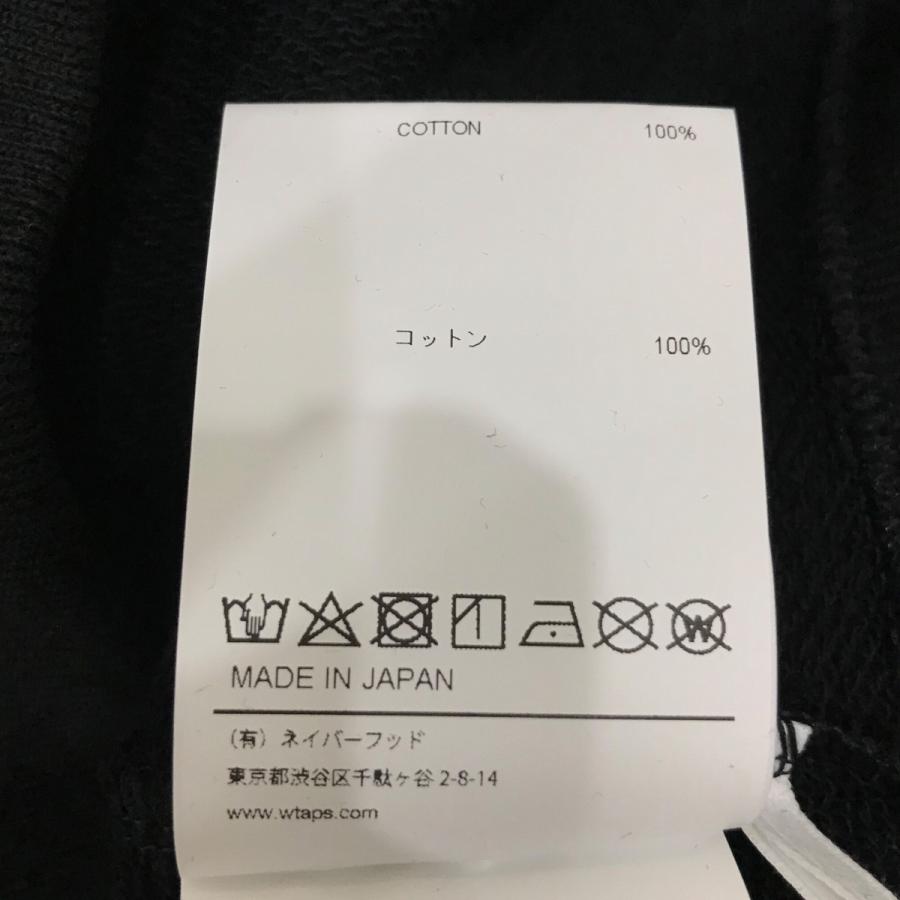 COTTON 100%
コットン 100%
MADE IN JAPAN
（有）ネイバーフッド
東京都渋谷区千駄ヶ谷 2-8-14
www.wtaps.com